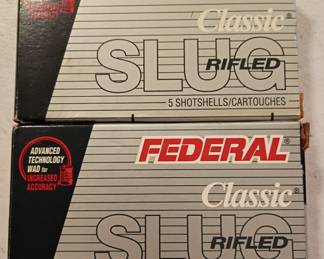 Classic®
SLUG
RIFLED
5 SHOTSHELLS/CARTOUCHES
ADVANCED
TECHNOLOGY
WAD for
INCREASED
ACCURACY
FEDERAL®
Classic®
SLUG
RIFLED